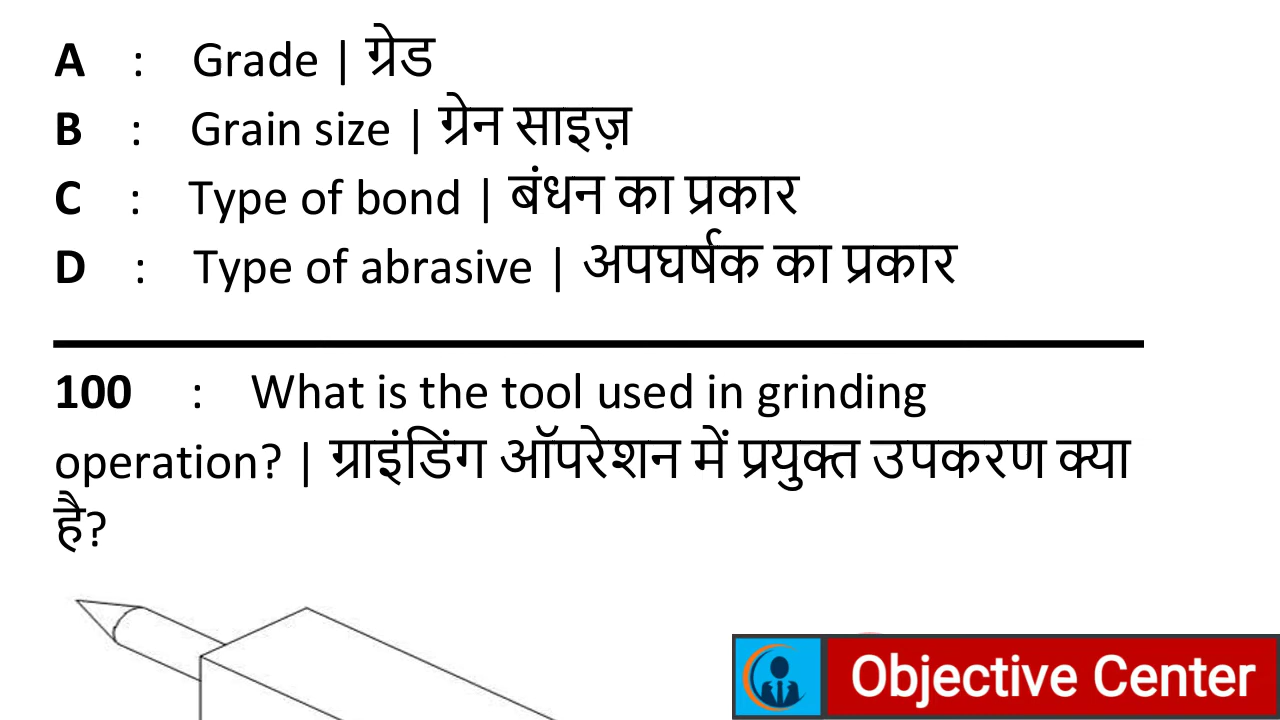 A : Grade | ग्रेड
B : Grain size | ग्रेन साइज़
C : Type of bond | बंधन का प्रकार
D : Type of abrasive | अपघर्षक का प्रकार
100 : What is the tool used in grinding
operation? | ग्राइंडिंग ऑपरेशन में प्रयुक्त उपकरण क्या
है?
Objective Center